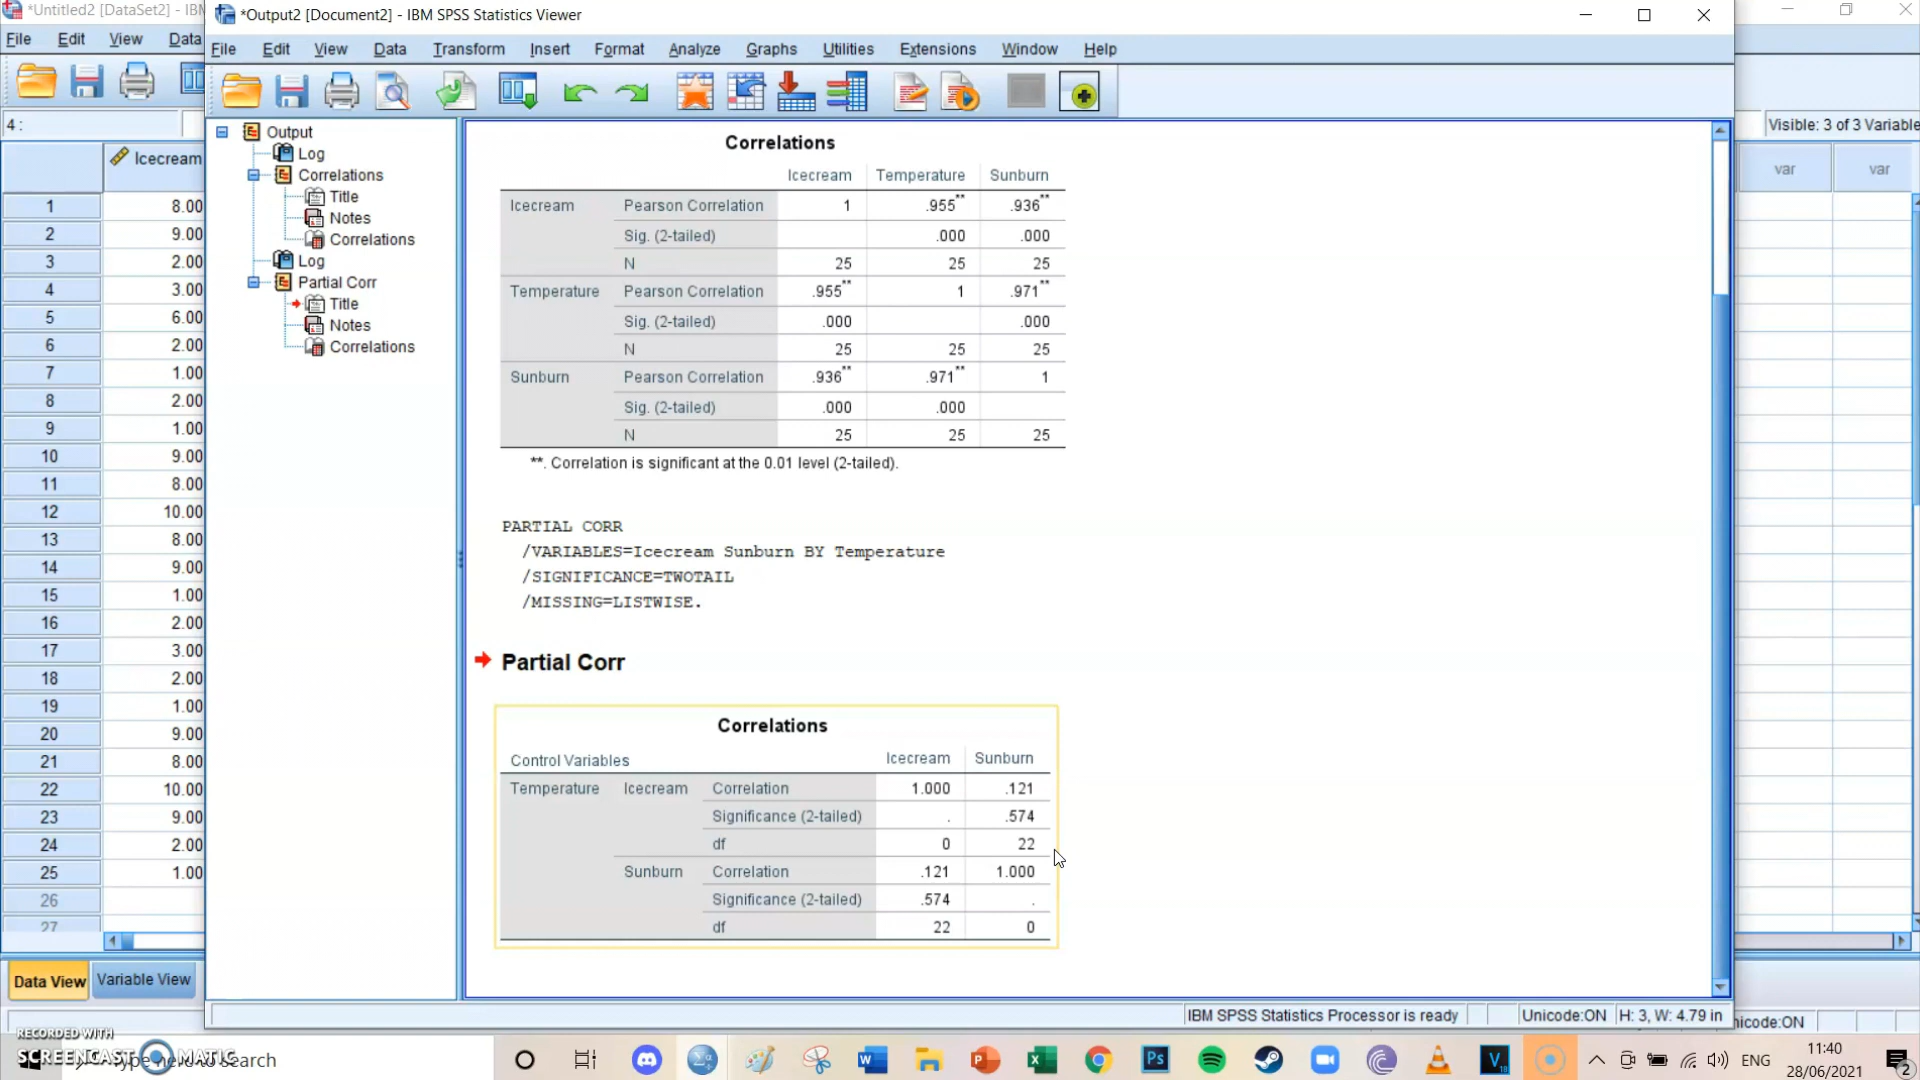 *Untitled2 [DataSet2] - IBM
*Output2 [Document2] - IBM SPSS Statistics Viewer
File Edit View Data
File Edit View Data Transform Insert Format Analyze Graphs Utilities Extensions Window Help
4 :
Visible: 3 of 3 Variable
Icecream
var var
1 8.00
2 9.00
3 2.00
4 3.00
5 6.00
6 2.00
7 1.00
8 2.00
9 1.00
10 9.00
11 8.00
12 10.00
13 8.00
14 9.00
15 1.00
16 2.00
17 3.00
18 2.00
19 1.00
20 9.00
21 8.00
22 10.00
23 9.00
24 2.00
25 1.00
26
27
Data View Variable View
Output
Log
Correlations
Title
Notes
Correlations
Log
Partial Corr
Title
Notes
Correlations
Correlations
Icecream Temperature Sunburn
Icecream Pearson Correlation 1 .955** .936**
Sig. (2-tailed) .000 .000
N 25 25 25
Temperature Pearson Correlation .955** 1 .971**
Sig. (2-tailed) .000 .000
N 25 25 25
Sunburn Pearson Correlation .936** .971** 1
Sig. (2-tailed) .000 .000
N 25 25 25
**. Correlation is significant at the 0.01 level (2-tailed).
PARTIAL CORR
/VARIABLES=Icecream Sunburn BY Temperature
/SIGNIFICANCE=TWOTAIL
/MISSING=LISTWISE.
Partial Corr
Correlations
Control Variables Icecream Sunburn
Temperature Icecream Correlation 1.000 .121
Significance (2-tailed) . .574
df 0 22
Sunburn Correlation .121 1.000
Significance (2-tailed) .574 .
df 22 0
IBM SPSS Statistics Processor is ready Unicode:ON H: 3, W: 4.79 in
nicode:ON
RECORDED WITH
SCREENCAST MATIC
Type here to search
ENG
11:40
28/06/2021
2